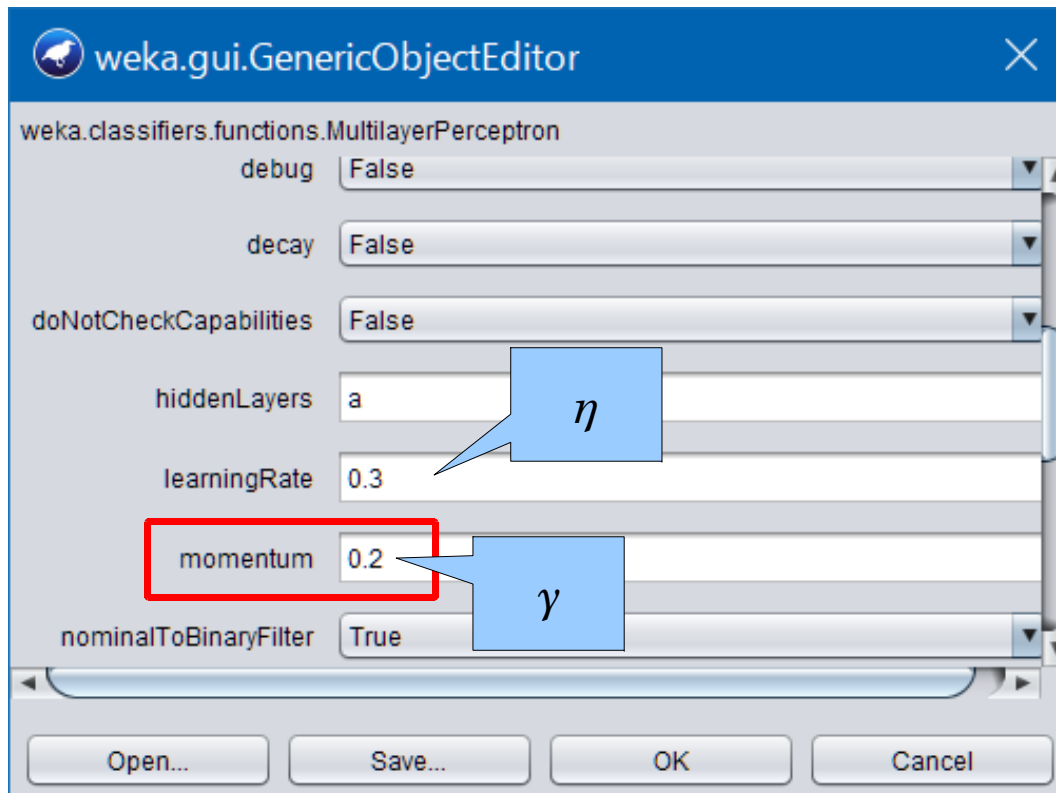 weka.gui.GenericObjectEditor
weka.classifiers.functions.MultilayerPerceptron
debug False
decay False
doNotCheckCapabilities False
hiddenLayers a
η
learningRate 0.3
momentum 0.2
γ
nominalToBinaryFilter True
Open... Save... OK Cancel